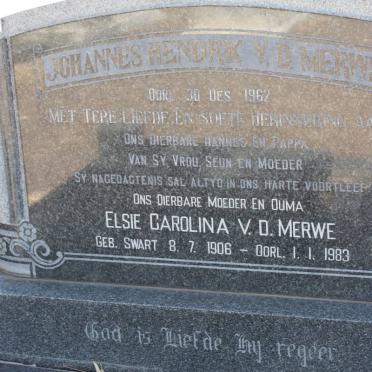 JOHANNES HENDRIK V.D. MERWE
OORL. 30 DES. 1962
MET TERE LIEFDE EN SOETE HERINNERING AA
ONS DIERBARE HANNES EN PAPPA
VAN SY VROU, SEUN EN MOEDER
SY NAGEDAGTENIS SAL ALTYD IN ONS HARTE VOORTLEEF
ONS DIERBARE MOEDER EN OUMA
ELSIE CAROLINA V.D. MERWE
GEB. SWART 8. 7. 1906 – OORL. 1. 1. 1983
God is Liefde, Hy regeer